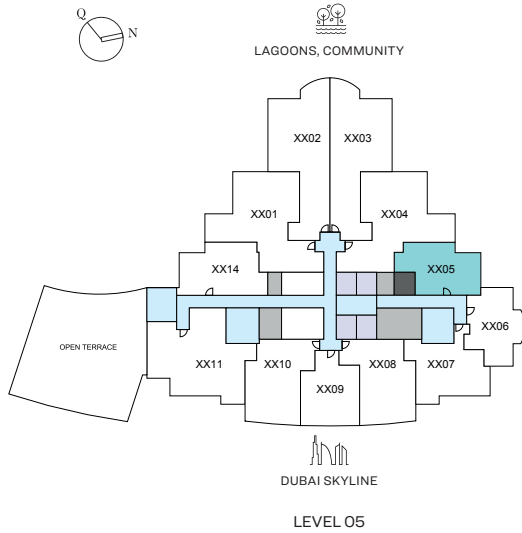 Q
N
LAGOONS, COMMUNITY
XX02
XX03
XX01
XX04
XX14
XX05
XX06
OPEN TERRACE
XX11
XX10
XX08
XX07
XX09
DUBAI SKYLINE
LEVEL 05